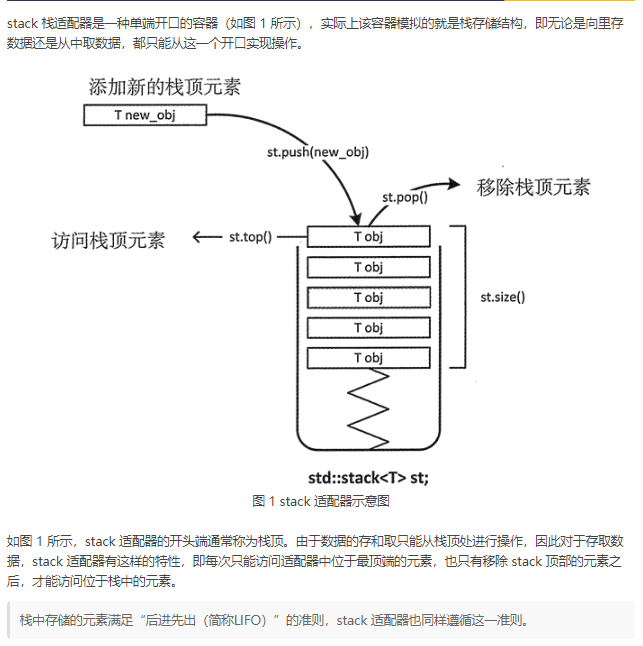 stack 栈适配器是一种单端开口的容器（如图 1 所示），实际上该容器模拟的就是栈存储结构，即无论是向里存
数据还是从中取数据，都只能从这一个开口实现操作。
添加新的栈顶元素
T new_obj
st.push(new_obj)
st.pop()
移除栈顶元素
访问栈顶元素
st.top()
T obj
T obj
T obj
T obj
T obj
st.size()
std::stack<T> st;
图 1 stack 适配器示意图
如图 1 所示，stack 适配器的开头端通常称为栈顶。由于数据的存和取只能从栈顶处进行操作，因此对于存取数
据，stack 适配器有这样的特性，即每次只能访问适配器中位于最顶端的元素，也只有移除 stack 顶部的元素之
后，才能访问位于栈中的元素。
栈中存储的元素满足“后进先出（简称LIFO）”的准则，stack 适配器也同样遵循这一准则。